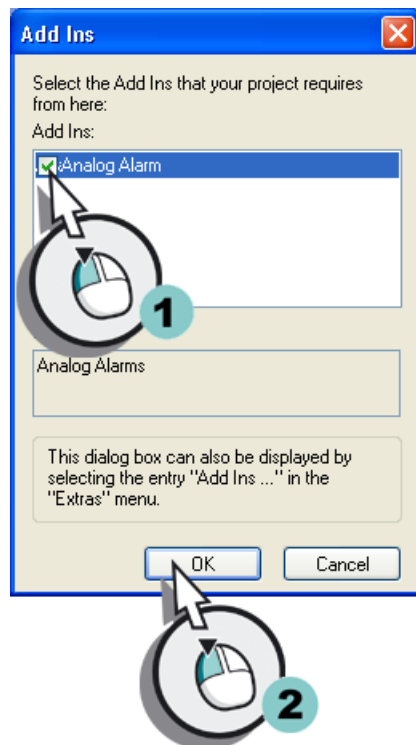 Add Ins
Select the Add Ins that your project requires
from here:
Add Ins:
Analog Alarm
1
Analog Alarms
This dialog box can also be displayed by
selecting the entry "Add Ins ..." in the
"Extras" menu.
OK Cancel
2